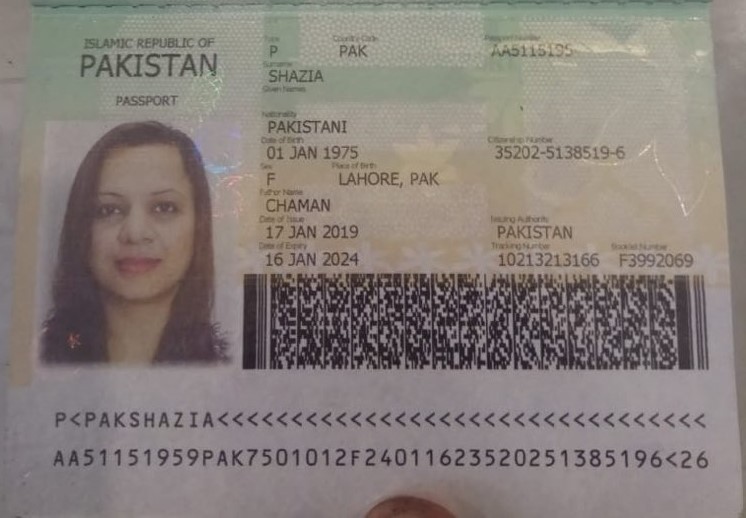 ISLAMIC REPUBLIC OF
PAKISTAN
PASSPORT
Type Country Code Passport Number
P PAK AA5115195
Surname
SHAZIA
Given Names
Nationality
PAKISTANI
Date of Birth Citizenship Number
01 JAN 1975 35202-5138519-6
Sex Place of Birth
F LAHORE, PAK
Father Name
CHAMAN
Date of Issue Issuing Authority
17 JAN 2019 PAKISTAN
Date of Expiry Tracking Number Booklet Number
16 JAN 2024 10213213166 F3992069
P<PAKSHAZIA<<<<<<<<<<<<<<<<<<<<<<<<<<<<<<<<<
AA51151959PAK7501012F24011623520251385196<26